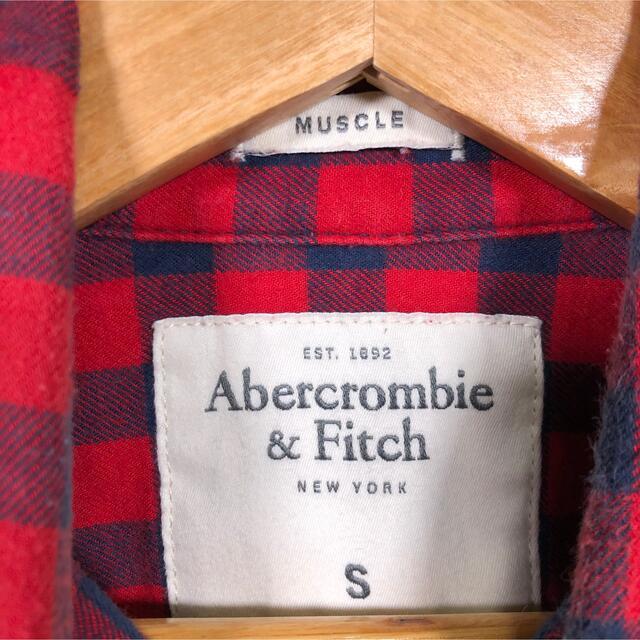 MUSCLE
EST. 1892
Abercrombie
& Fitch
NEW YORK
S